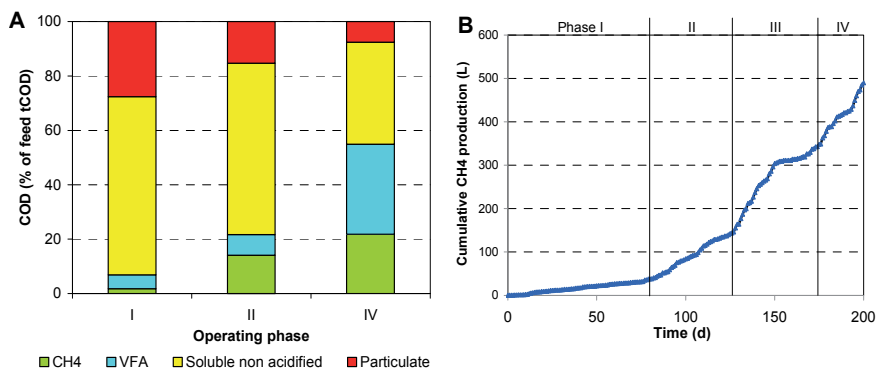 A
COD (% of feed tCOD)
100
80
60
40
20
0
I
II
IV
Operating phase
CH4
VFA
Soluble non acidified
Particulate
B
Cumulative CH4 production (L)
600
500
400
300
200
100
0
Phase I
II
III
IV
0
50
100
150
200
Time (d)